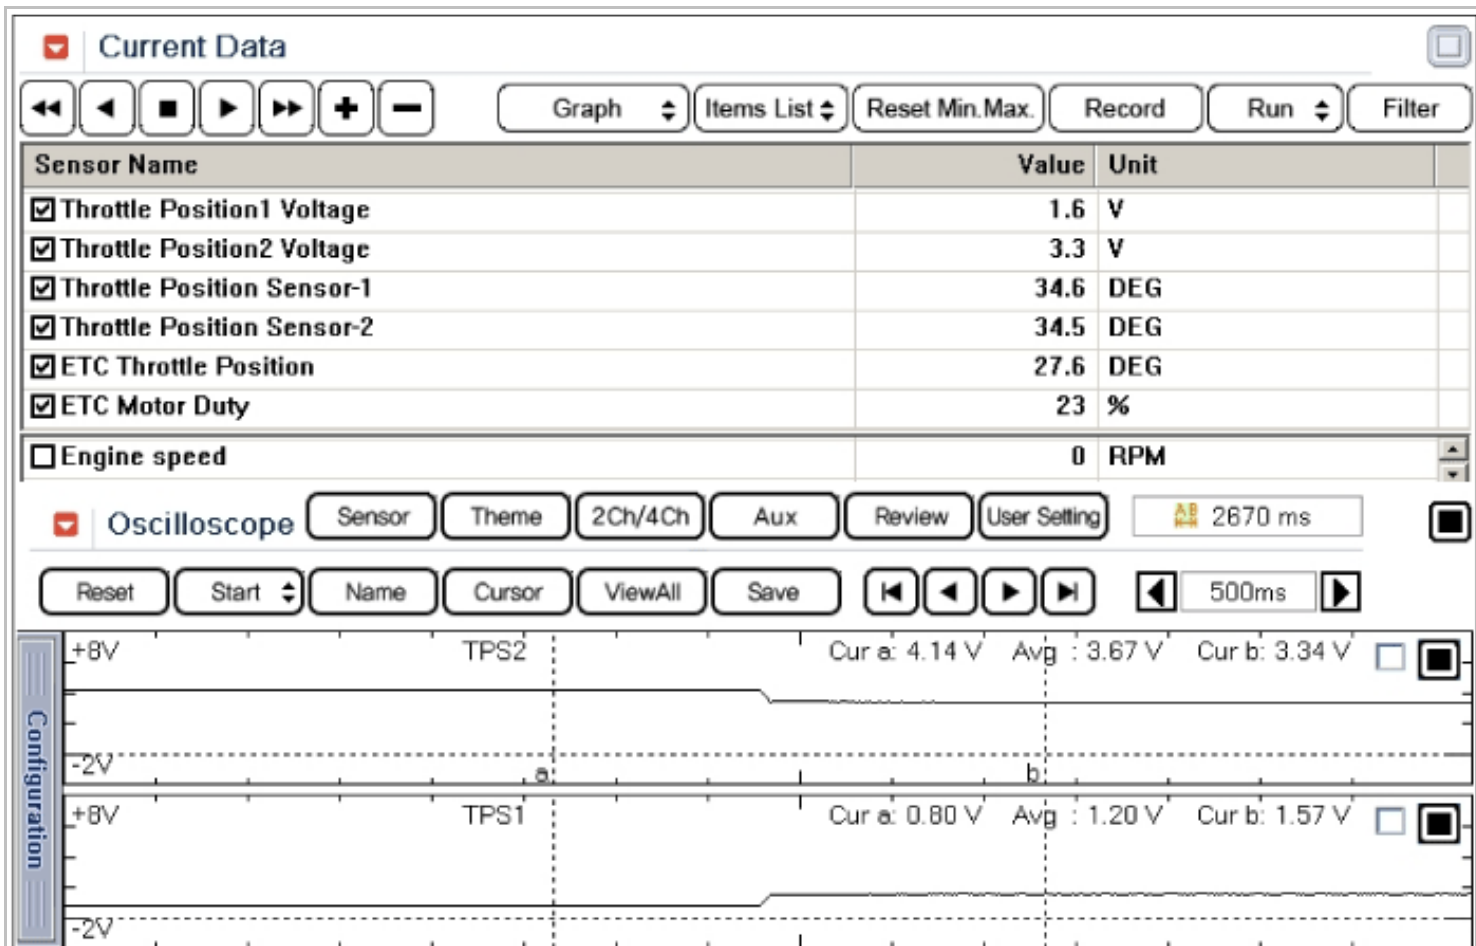 Current Data
Graph Items List Reset Min.Max. Record Run Filter
Sensor Name Value Unit
Throttle Position1 Voltage 1.6 V
Throttle Position2 Voltage 3.3 V
Throttle Position Sensor-1 34.6 DEG
Throttle Position Sensor-2 34.5 DEG
ETC Throttle Position 27.6 DEG
ETC Motor Duty 23 %
Engine speed 0 RPM
Oscilloscope Sensor Theme 2Ch/4Ch Aux Review User Setting AB 2670 ms
Reset Start Name Cursor ViewAll Save 500ms
Configuration
+8V TPS2 Cur a: 4.14 V Avg : 3.67 V Cur b: 3.34 V
-2V a b
+8V TPS1 Cur a: 0.80 V Avg : 1.20 V Cur b: 1.57 V
-2V